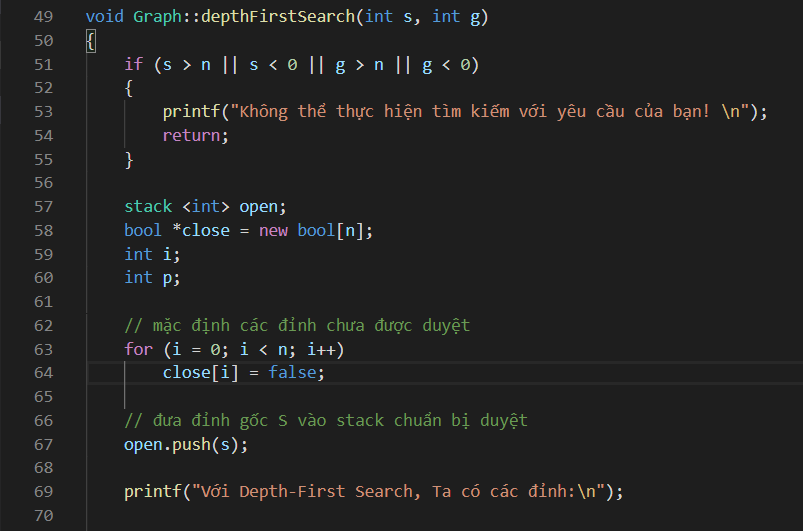 49 void Graph::depthFirstSearch(int s, int g)
50 {
51     if (s > n || s < 0 || g > n || g < 0)
52     {
53         printf("Không thể thực hiện tìm kiếm với yêu cầu của bạn! \n");
54         return;
55     }
56
57     stack <int> open;
58     bool *close = new bool[n];
59     int i;
60     int p;
61
62     // mặc định các đỉnh chưa được duyệt
63     for (i = 0; i < n; i++)
64         close[i] = false;
65
66     // đưa đỉnh gốc S vào stack chuẩn bị duyệt
67     open.push(s);
68
69     printf("Với Depth-First Search, Ta có các đỉnh:\n");
70